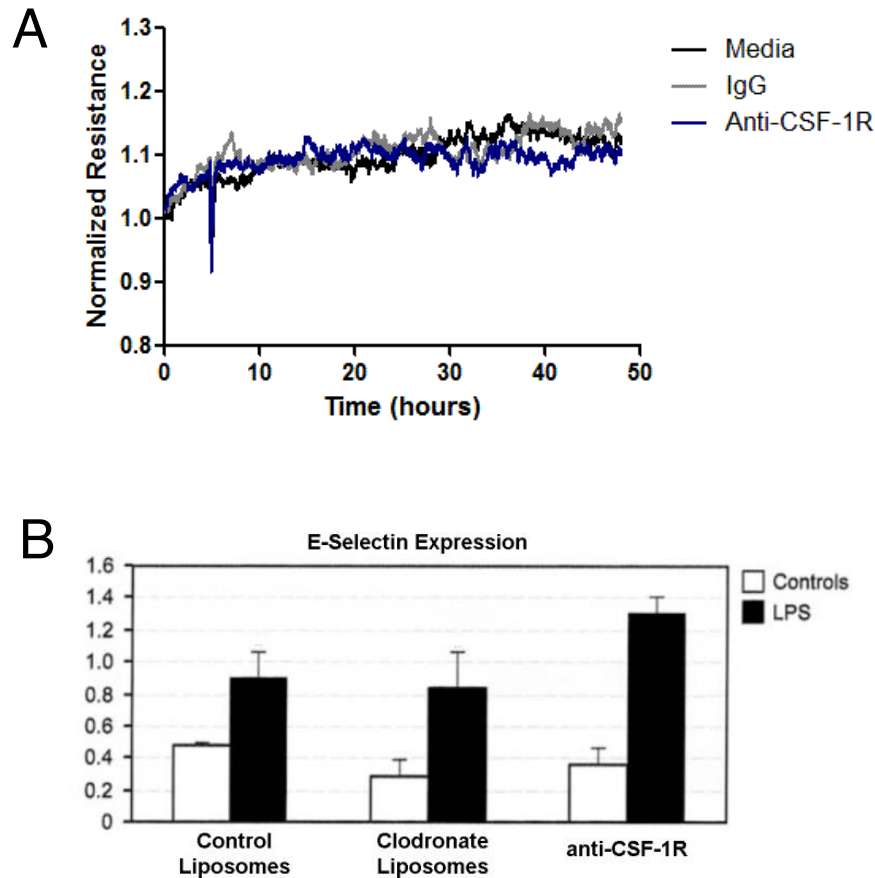 A
1.3
1.2
1.1
1.0
0.9
0.8
Normalized Resistance
0 10 20 30 40 50
Time (hours)
Media
IgG
Anti-CSF-1R
B
E-Selectin Expression
1.6
1.4
1.2
1.0
0.8
0.6
0.4
0.2
0
Controls
LPS
Control
Liposomes
Clodronate
Liposomes
anti-CSF-1R